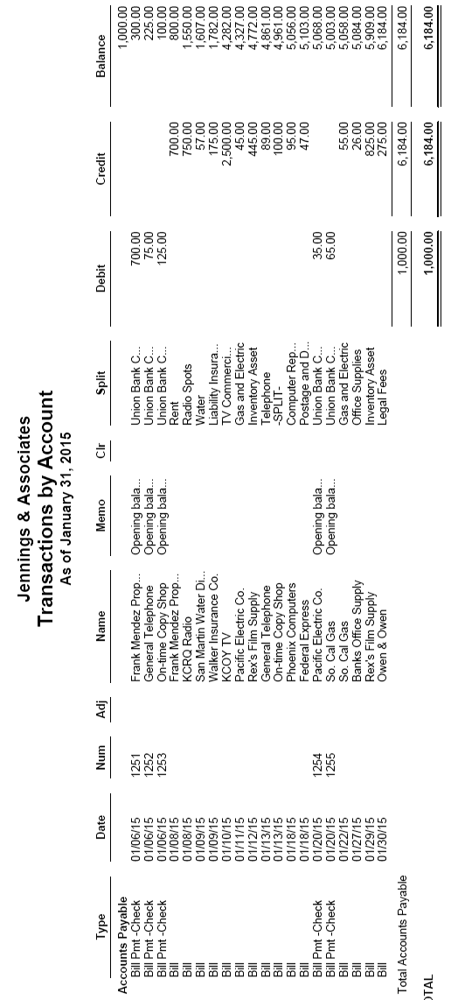 Jennings & Associates
Transactions by Account
As of January 31, 2015
Type Date Num Adj Name Memo Clr Split Debit Credit Balance
Accounts Payable 1,000.00
Bill Pmt -Check 01/06/15 1251 Frank Mendez Prop... Opening bala... Union Bank C... 700.00 300.00
Bill Pmt -Check 01/06/15 1252 General Telephone Opening bala... Union Bank C... 75.00 225.00
Bill Pmt -Check 01/06/15 1253 On-time Copy Shop Opening bala... Union Bank C... 125.00 100.00
Bill 01/08/15 Frank Mendez Prop... Rent 700.00 800.00
Bill 01/08/15 KCRQ Radio Radio Spots 750.00 1,550.00
Bill 01/09/15 San Martin Water Di... Water 57.00 1,607.00
Bill 01/09/15 Walker Insurance Co. Liability Insura... 175.00 1,782.00
Bill 01/10/15 KCOY TV TV Commerci... 2,500.00 4,282.00
Bill 01/11/15 Pacific Electric Co. Gas and Electric 45.00 4,327.00
Bill 01/12/15 Rex's Film Supply Inventory Asset 445.00 4,772.00
Bill 01/13/15 General Telephone Telephone 89.00 4,861.00
Bill 01/13/15 On-time Copy Shop -SPLIT- 100.00 4,961.00
Bill 01/18/15 Phoenix Computers Computer Rep... 95.00 5,056.00
Bill 01/18/15 Federal Express Postage and D... 47.00 5,103.00
Bill Pmt -Check 01/20/15 1254 Pacific Electric Co. Opening bala... Union Bank C... 35.00 5,068.00
Bill Pmt -Check 01/20/15 1255 So. Cal Gas Opening bala... Union Bank C... 65.00 5,003.00
Bill 01/22/15 So. Cal Gas Gas and Electric 55.00 5,058.00
Bill 01/27/15 Banks Office Supply Office Supplies 26.00 5,084.00
Bill 01/29/15 Rex's Film Supply Inventory Asset 825.00 5,909.00
Bill 01/30/15 Owen & Owen Legal Fees 275.00 6,184.00
Total Accounts Payable 1,000.00 6,184.00 6,184.00
OTAL 1,000.00 6,184.00 6,184.00